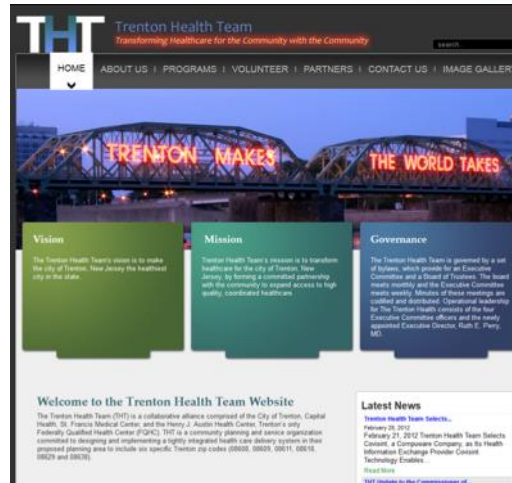 THT
Trenton Health Team
Transforming Healthcare for the Community with the Community
search
HOME
ABOUT US | PROGRAMS | VOLUNTEER | PARTNERS | CONTACT US | IMAGE GALLERY
TRENTON MAKES THE WORLD TAKES
Vision
The Trenton Health Team's vision is to make
the city of Trenton, New Jersey the healthiest
city in the state.
Mission
Trenton Health Team's mission is to transform
healthcare for the city of Trenton, New
Jersey, by forming a committed partnership
with the community to expand access to high
quality, coordinated healthcare
Governance
The Trenton Health Team is governed by a set
of bylaws, which provide for an Executive
Committee and a Board of Trustees. The board
meets monthly and the Executive Committee
meets weekly. Minutes of these meetings are
codified and distributed. Operational leadership
for The Trenton Health consists of the four
Executive Committee officers and the newly
appointed Executive Director, Ruth E. Perry,
MD.
Welcome to the Trenton Health Team Website
The Trenton Health Team (THT) is a collaborative alliance comprised of the City of Trenton, Capital
Health, St. Francis Medical Center, and the Henry J. Austin Health Center, Trenton's only
Federally Qualified Health Center (FQHC). THT is a community planning and service organization
committed to designing and implementing a tightly integrated health care delivery system in their
proposed planning area to include six specific Trenton zip codes (08608, 08609, 08611, 08618,
08629 and 08638).
Latest News
Trenton Health Team Selects...
February 28, 2012
February 21, 2012 Trenton Health Team Selects
Covisint, a Compuware Company, as Its Health
Information Exchange Provider Covisint
Technology Enables...
Read More
THT Update to the Commissioner of